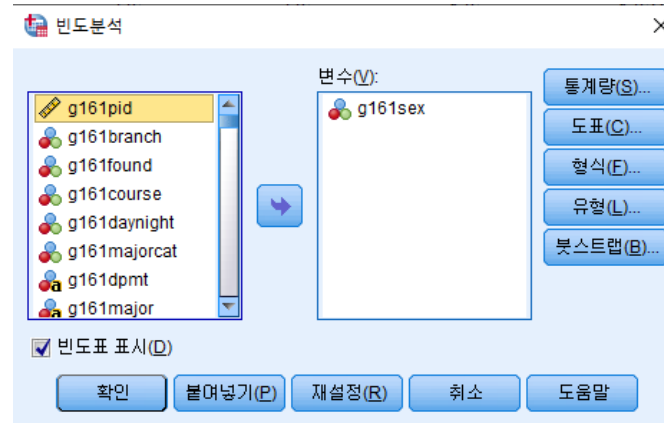 빈도분석
변수(V):
g161pid
g161branch
g161found
g161course
g161daynight
g161majorcat
a g161dpmt
a g161major
g161sex
통계량(S)...
도표(C)...
형식(F)...
유형(L)...
붓스트랩(B)...
빈도표 표시(D)
확인
붙여넣기(P)
재설정(R)
취소
도움말